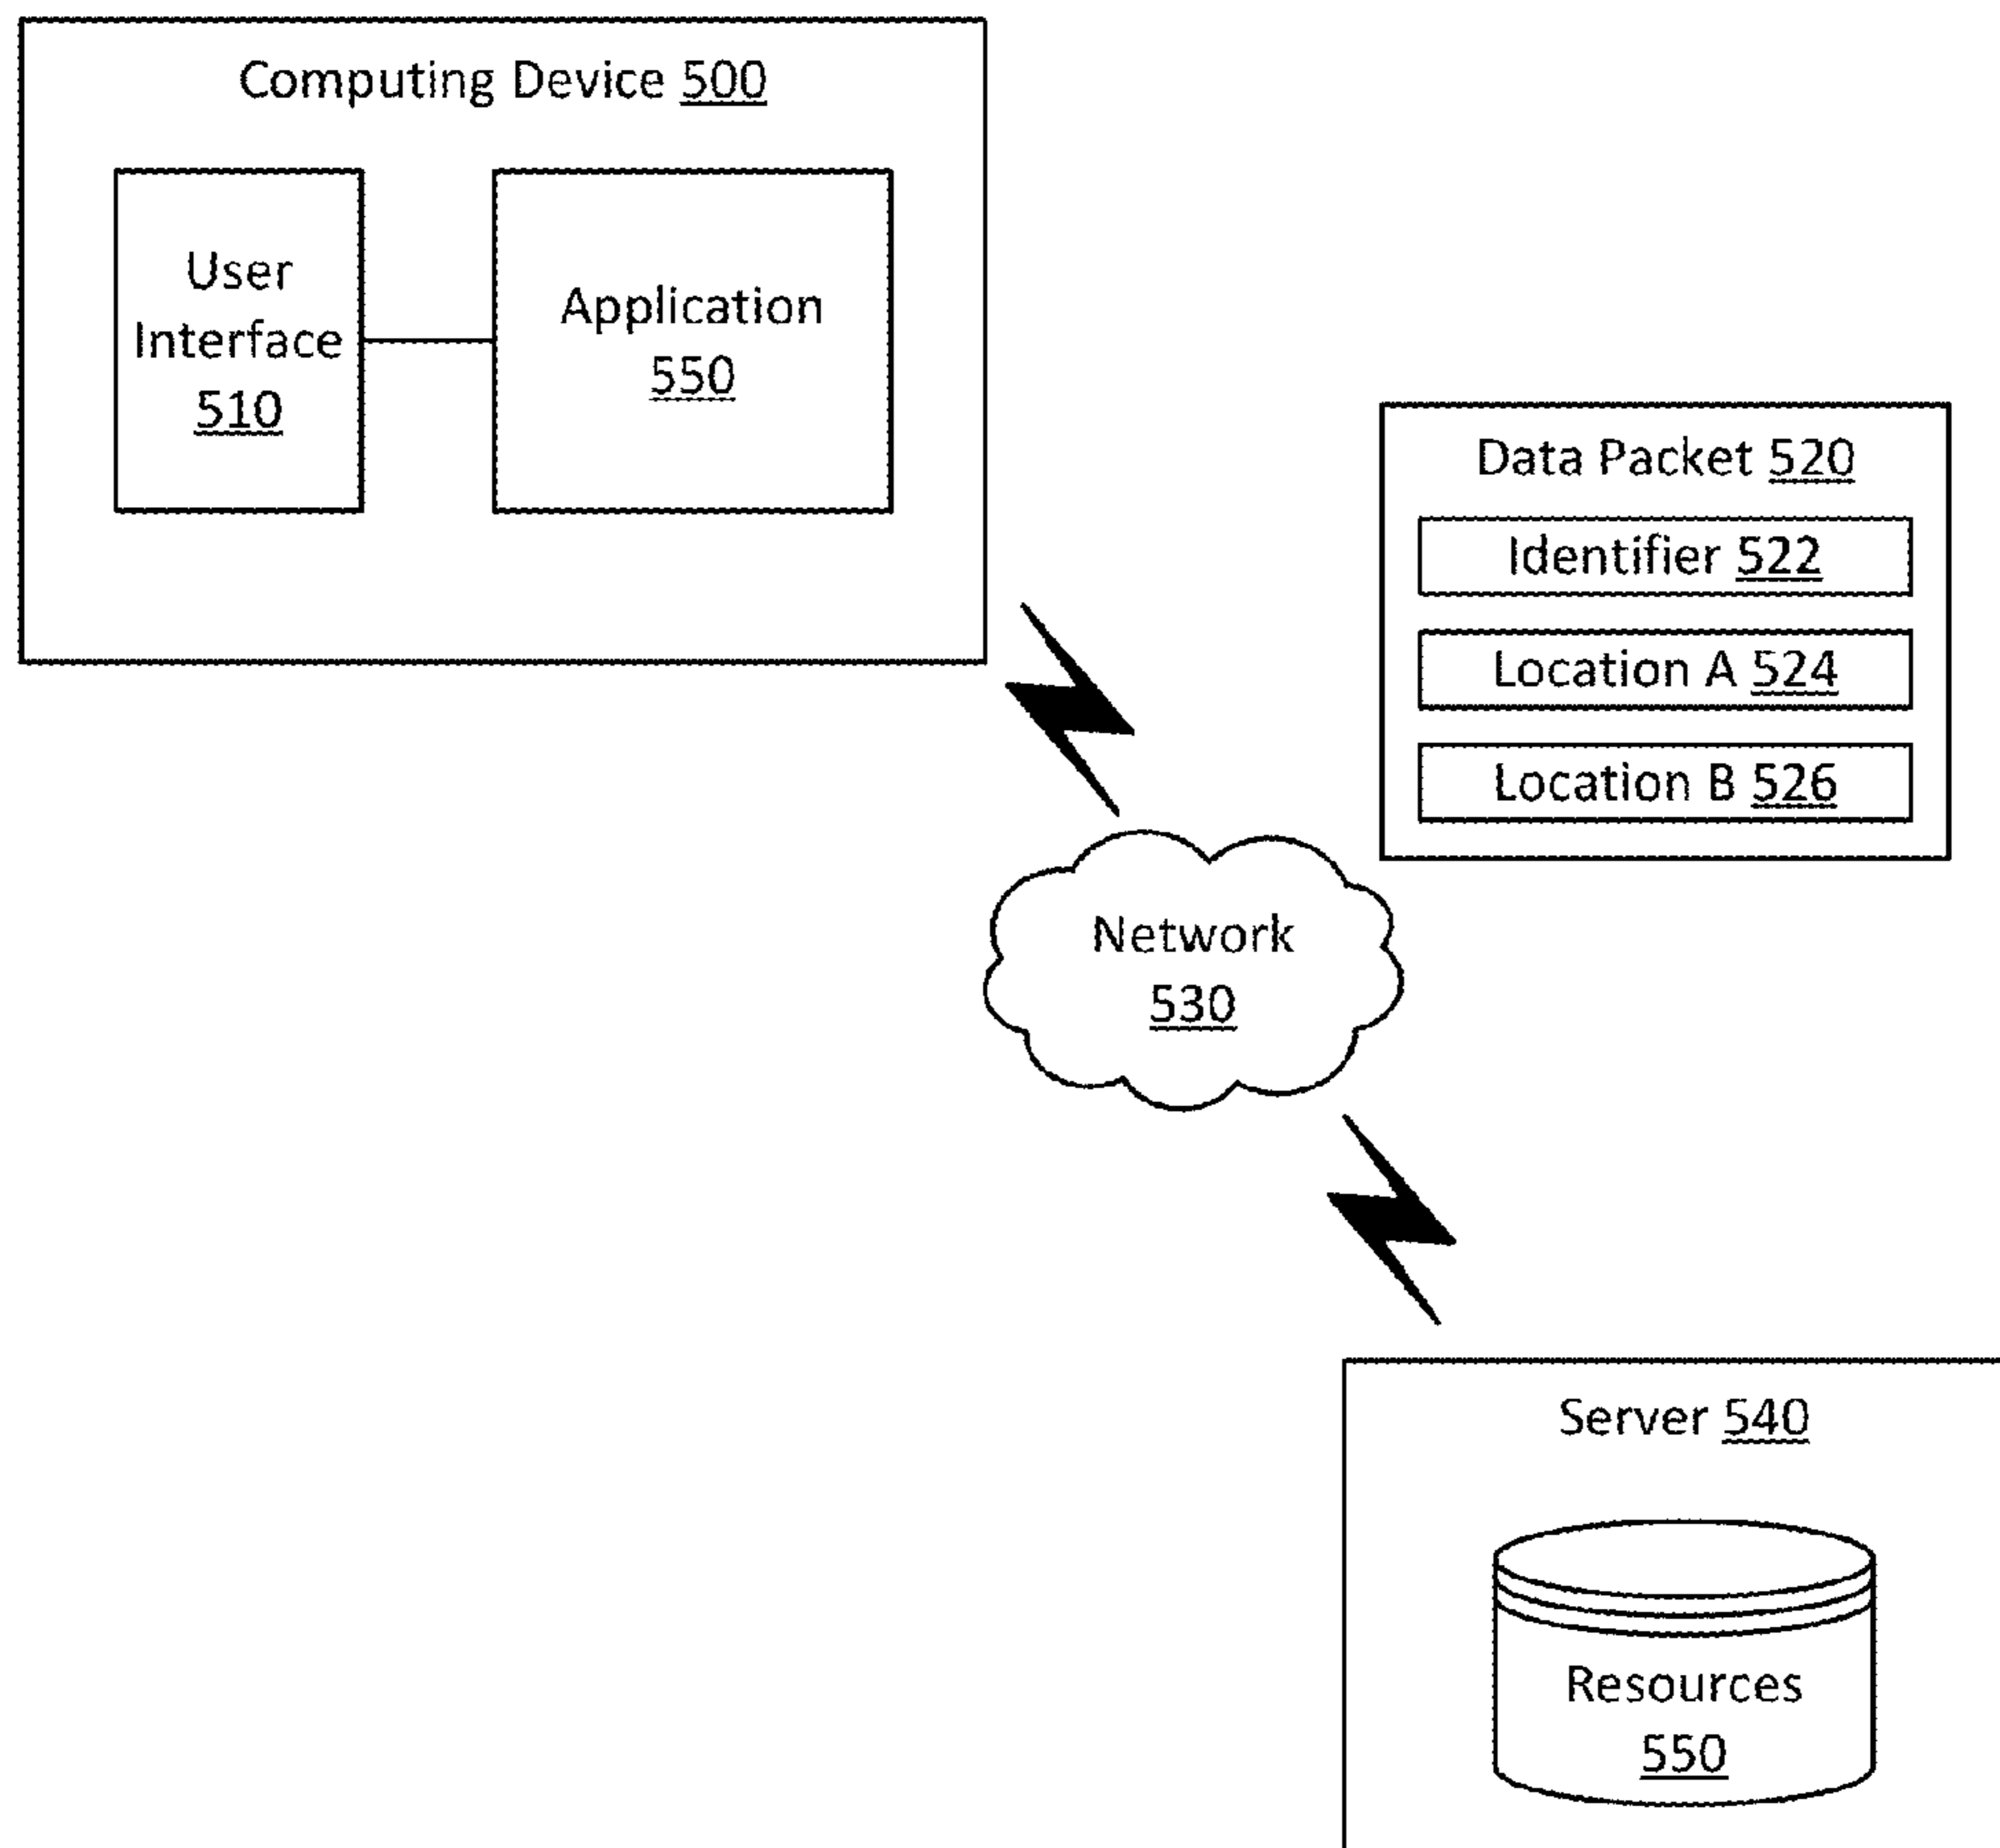 Computing Device 500
User
Interface
510
Application
550
Data Packet 520
Identifier 522
Location A 524
Location B 526
Network
530
Server 540
Resources
550